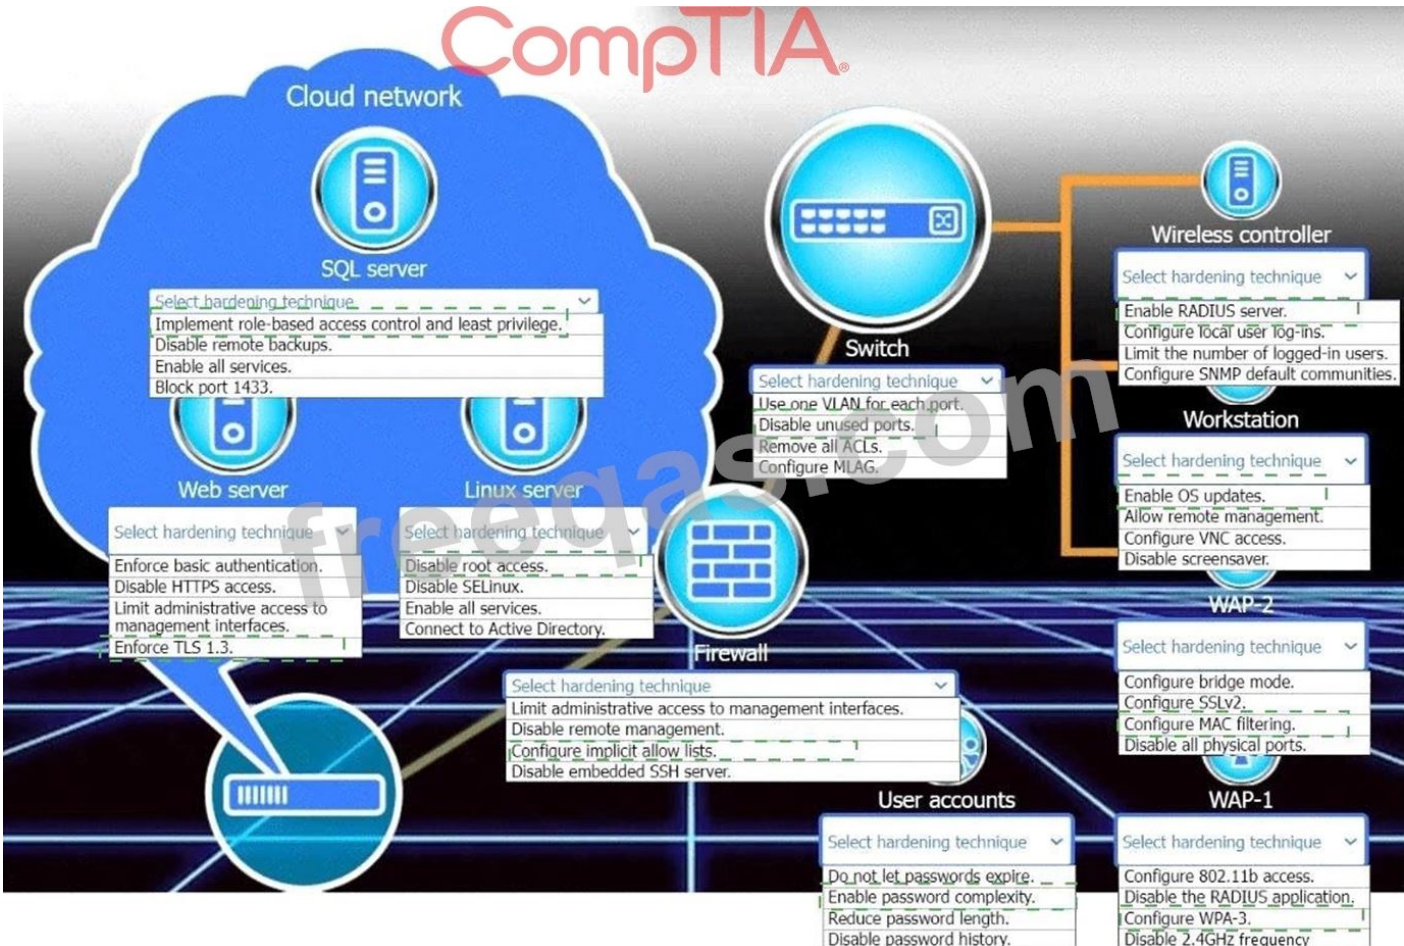 CompTIA®
Cloud network
SQL server
Select hardening technique
Implement role-based access control and least privilege.
Disable remote backups.
Enable all services.
Block port 1433.
Web server
Select hardening technique
Enforce basic authentication.
Disable HTTPS access.
Limit administrative access to
management interfaces.
Enforce TLS 1.3.
Linux server
Select hardening technique
Disable root access.
Disable SELinux.
Enable all services.
Connect to Active Directory.
Switch
Select hardening technique
Use one VLAN for each port.
Disable unused ports.
Remove all ACLs.
Configure MLAG.
Firewall
Select hardening technique
Limit administrative access to management interfaces.
Disable remote management.
Configure implicit allow lists.
Disable embedded SSH server.
User accounts
Select hardening technique
Do not let passwords expire.
Enable password complexity.
Reduce password length.
Disable password history.
Wireless controller
Select hardening technique
Enable RADIUS server.
Configure local user log-ins.
Limit the number of logged-in users.
Configure SNMP default communities.
Workstation
Select hardening technique
Enable OS updates.
Allow remote management.
Configure VNC access.
Disable screensaver.
WAP-2
Select hardening technique
Configure bridge mode.
Configure SSLv2.
Configure MAC filtering.
Disable all physical ports.
WAP-1
Select hardening technique
Configure 802.11b access.
Disable the RADIUS application.
Configure WPA-3.
Disable 2.4GHz frequency
freeqas.com